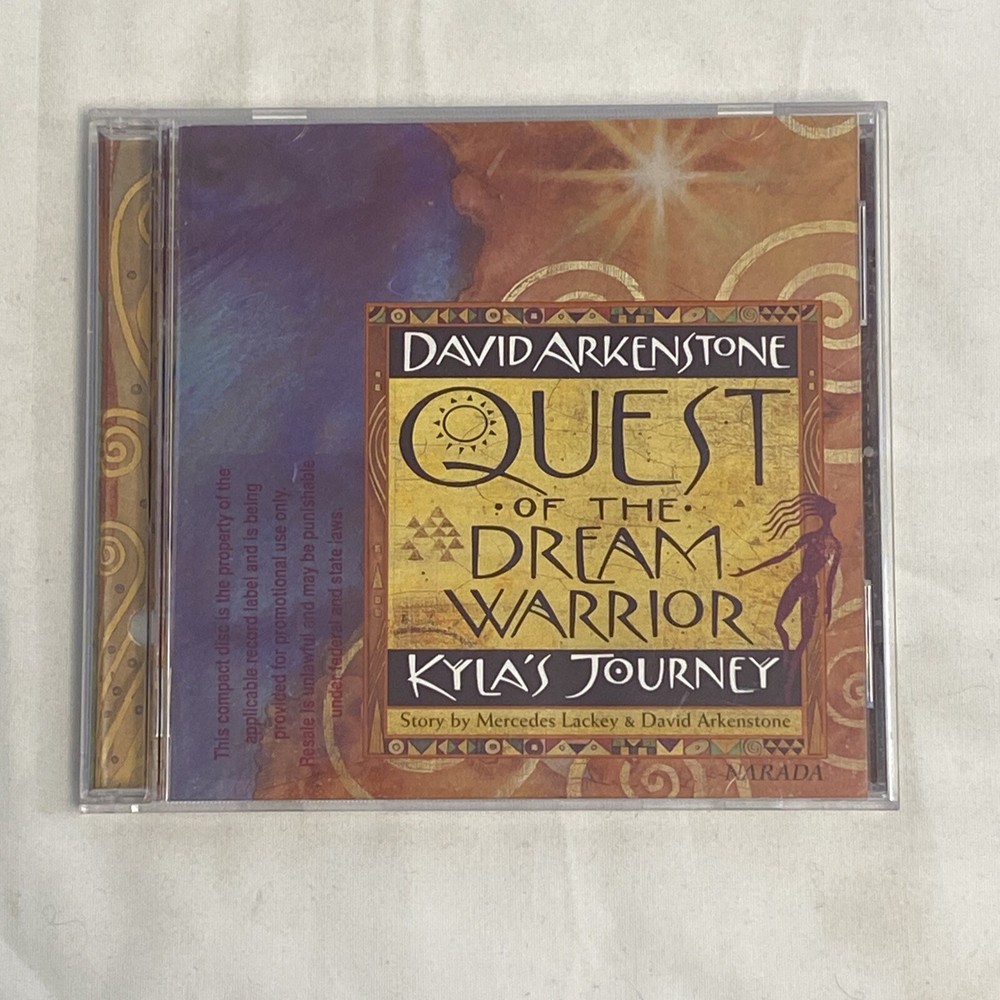 DAVID ARKENSTONE
QUEST
· OF THE ·
DREAM
WARRIOR
KYLA'S JOURNEY
Story by Mercedes Lackey & David Arkenstone
NARADA
This compact disc is the property of the
applicable record label and is being
provided for promotional use only.
Resale is unlawful and may be punishable
under federal and state laws.